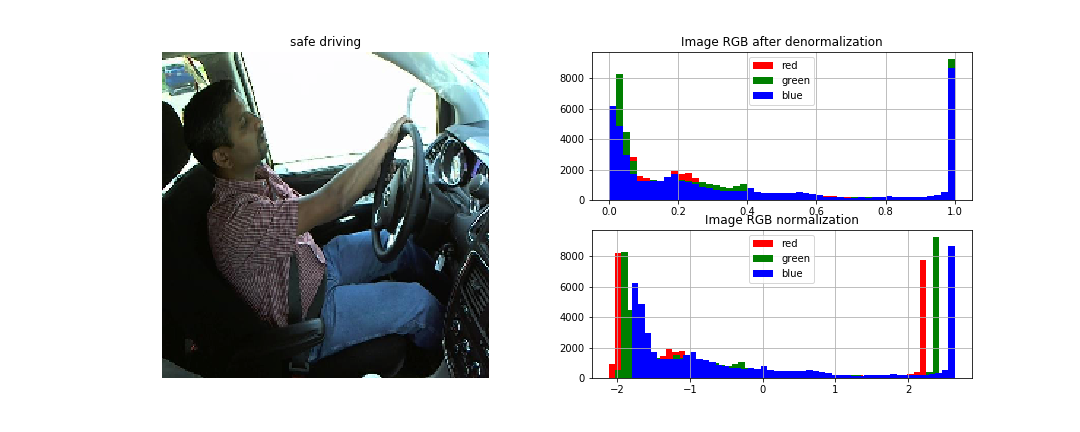 safe driving
Image RGB after denormalization
red
green
blue
8000
6000
4000
2000
0
0.0 0.2 0.4 0.6 0.8 1.0
Image RGB normalization
red
green
blue
8000
6000
4000
2000
0
−2 −1 0 1 2